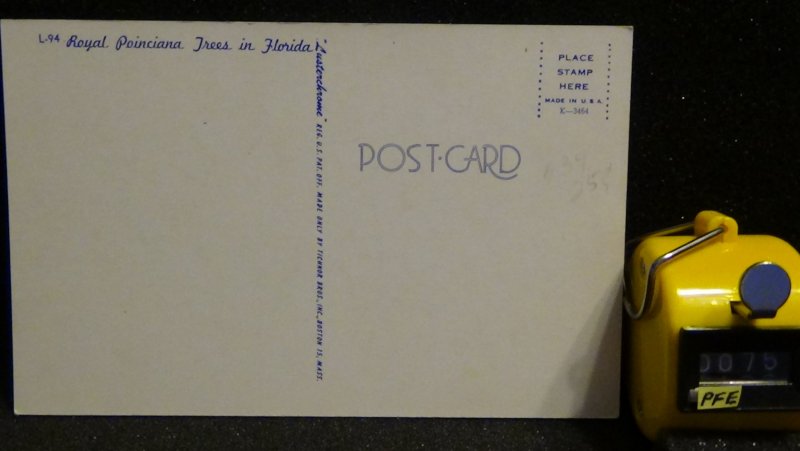 L-94 Royal Poinciana Trees in Florida
"Lusterchrome" REG. U.S. PAT. OFF. MADE ONLY BY TICHNOR BROS., INC., BOSTON 15, MASS.
PLACE
STAMP
HERE
MADE IN U.S.A.
K—3464
POST·CARD
0075
PFE